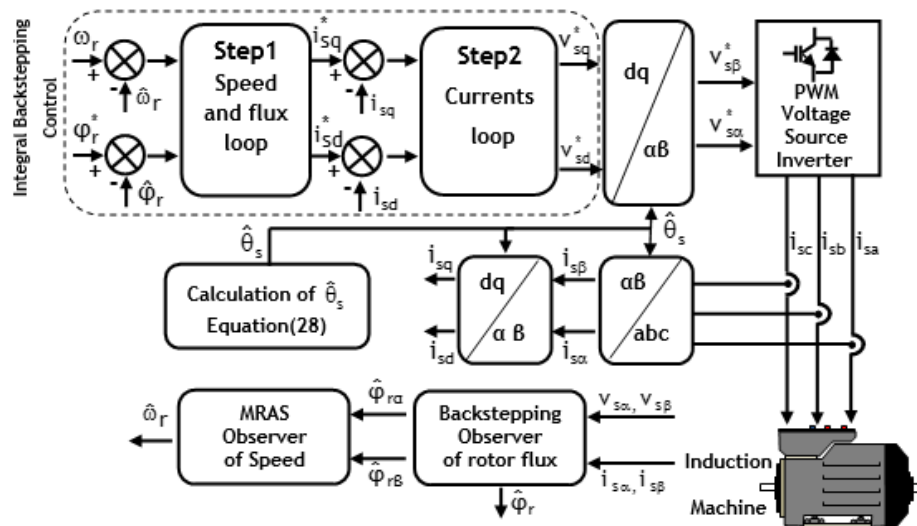 Integral Backstepping
Control
ω_r
+
-
ω̂_r
φ_r^*
+
-
φ̂_r
Step1
Speed
and flux
loop
i_sq^*
+
-
i_sq
i_sd^*
+
-
i_sd
Step2
Currents
loop
v_sq^*
v_sd^*
dq
αβ
v_sβ^*
v_sα^*
PWM
Voltage
Source
Inverter
i_sc
i_sb
i_sa
θ̂_s
θ̂_s
Calculation of θ̂_s
Equation(28)
i_sq
i_sd
dq
α β
i_sβ
i_sα
αβ
abc
ω̂_r
MRAS
Observer
of Speed
φ̂_rα
φ̂_rβ
Backstepping
Observer
of rotor flux
φ̂_r
v_sα, v_sβ
i_sα, i_sβ
Induction
Machine